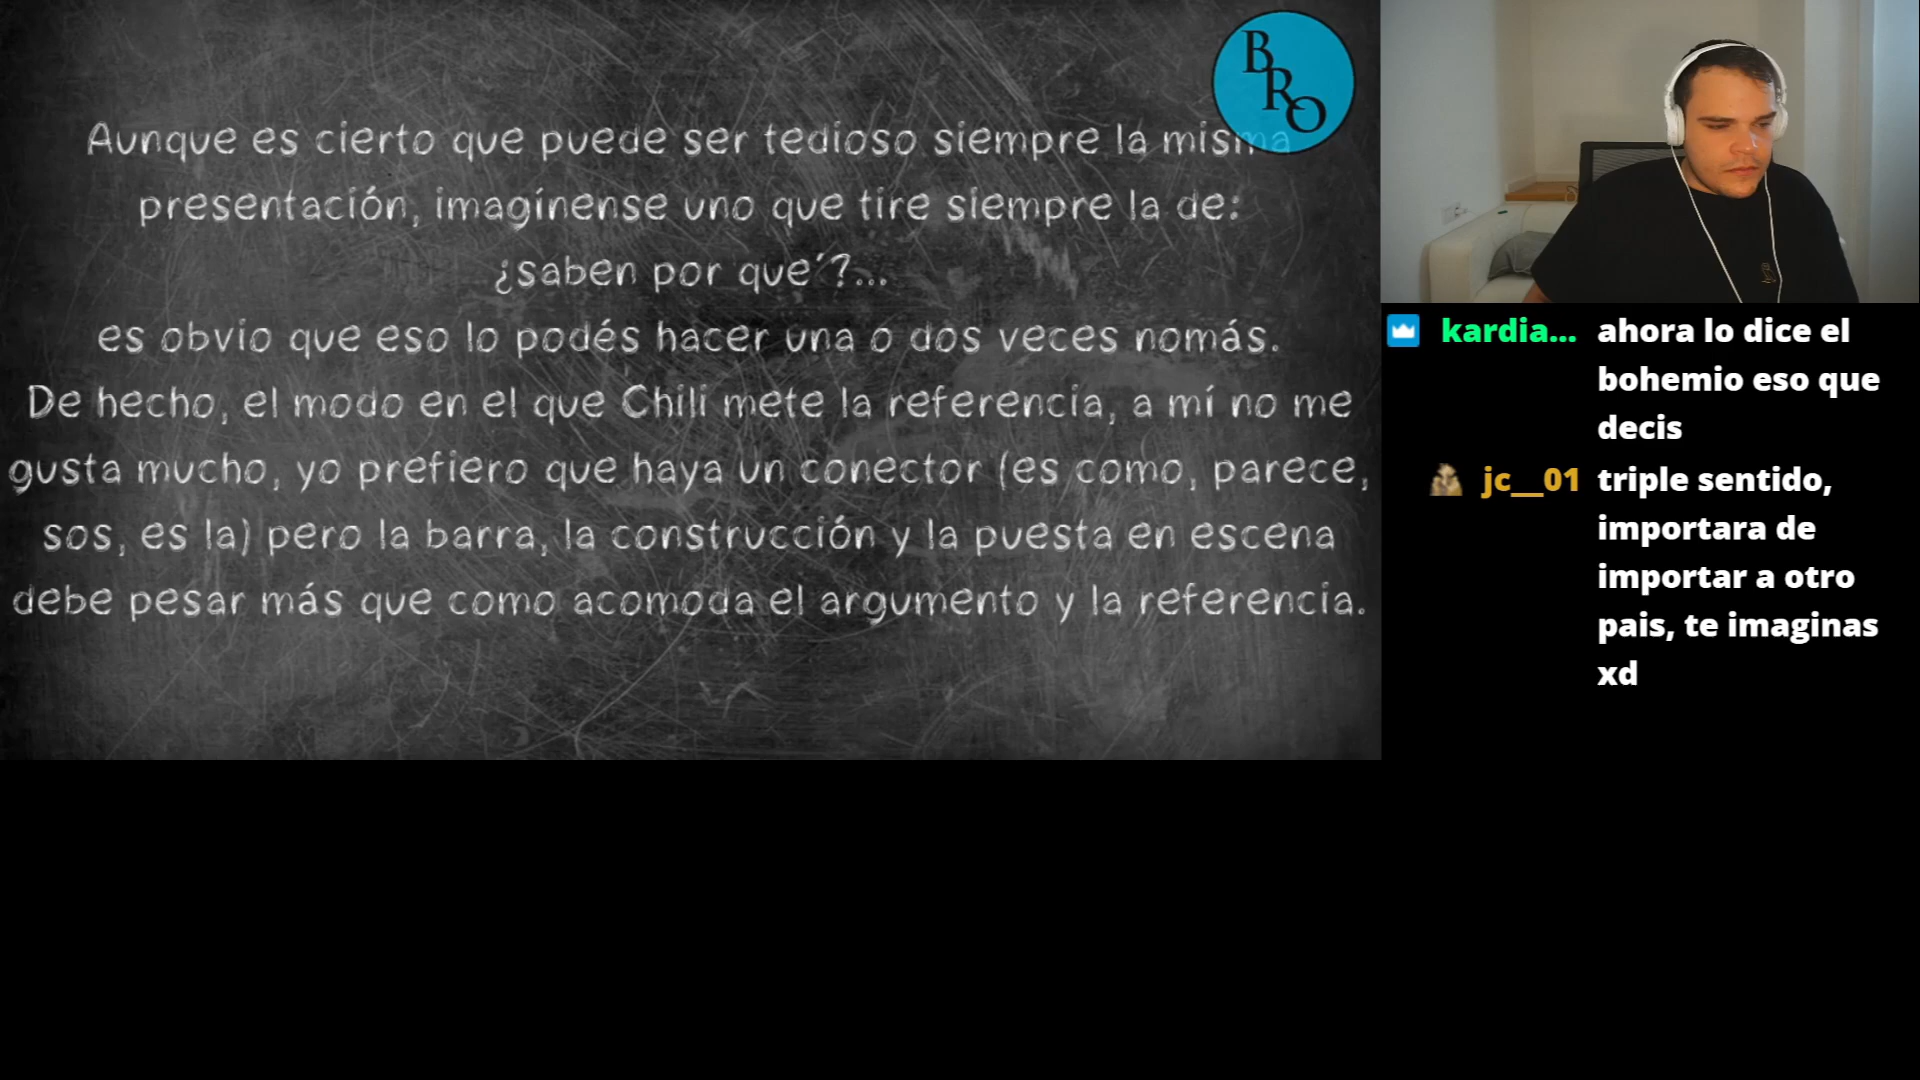 BRO
Aunque es cierto que puede ser tedioso siempre la misma
presentación, imagínense uno que tire siempre la de:
¿saben por que´?...
es obvio que eso lo podés hacer una o dos veces nomás.
De hecho, el modo en el que Chili mete la referencia, a mí no me
gusta mucho, yo prefiero que haya un conector (es como, parece,
sos, es la) pero la barra, la construcción y la puesta en escena
debe pesar más que como acomoda el argumento y la referencia.
kardia... ahora lo dice el
bohemio eso que
decis
jc__01 triple sentido,
importara de
importar a otro
pais, te imaginas
xd